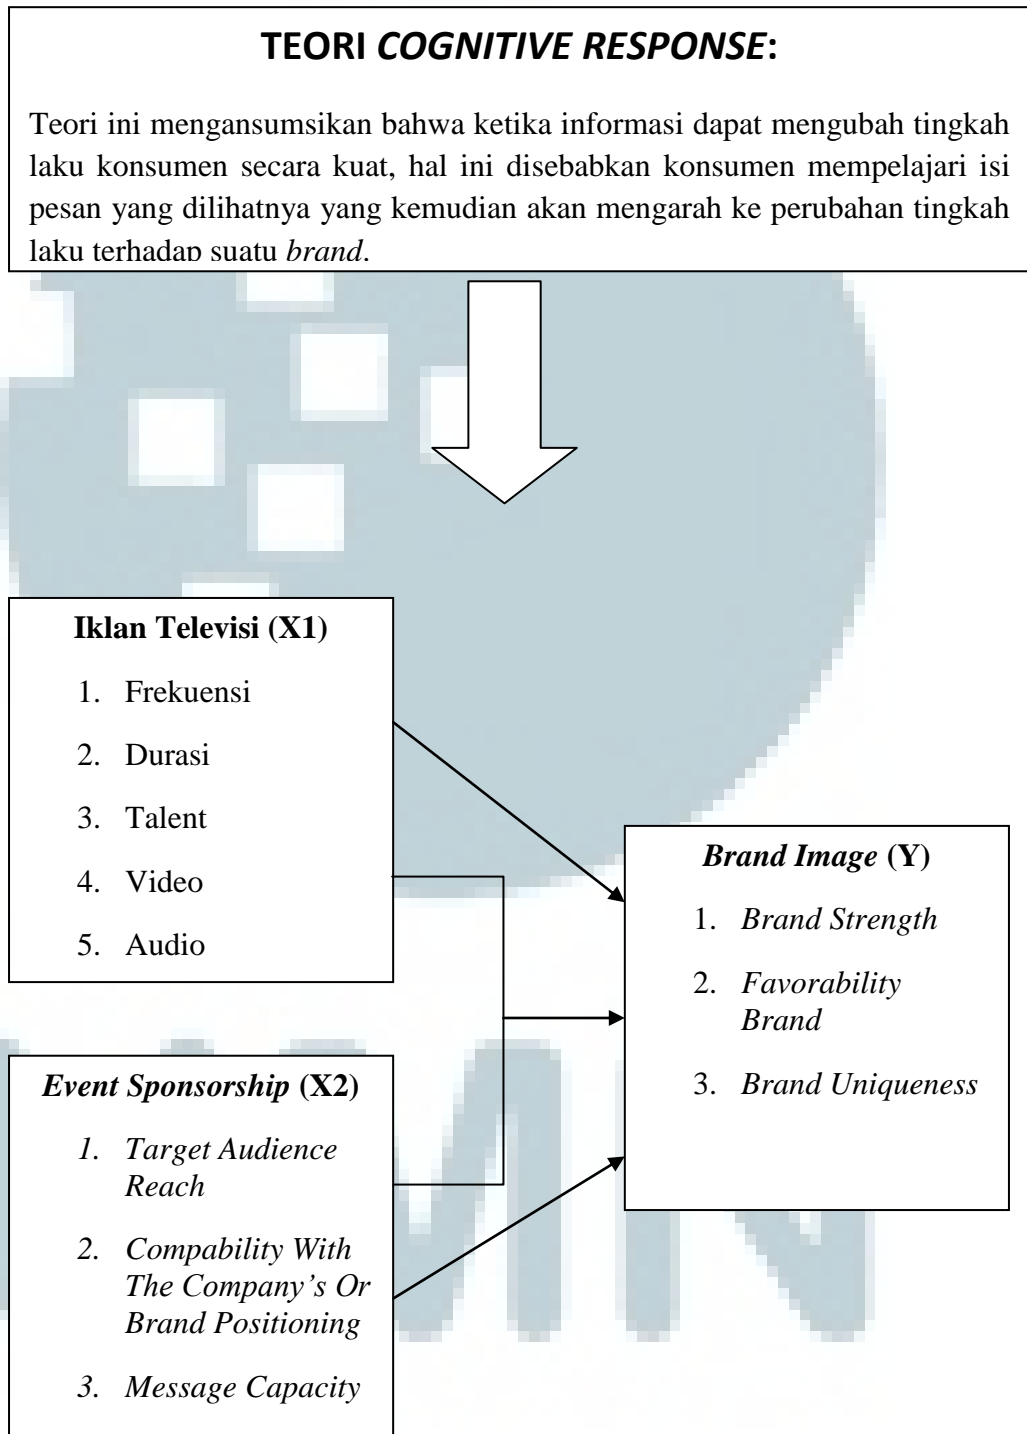 TEORI COGNITIVE RESPONSE:
Teori ini mengansumsikan bahwa ketika informasi dapat mengubah tingkah
laku konsumen secara kuat, hal ini disebabkan konsumen mempelajari isi
pesan yang dilihatnya yang kemudian akan mengarah ke perubahan tingkah
laku terhadap suatu brand.
Iklan Televisi (X1)
1. Frekuensi
2. Durasi
3. Talent
4. Video
5. Audio
Brand Image (Y)
1. Brand Strength
2. Favorability
Brand
3. Brand Uniqueness
Event Sponsorship (X2)
1. Target Audience
Reach
2. Compability With
The Company's Or
Brand Positioning
3. Message Capacity
UMN